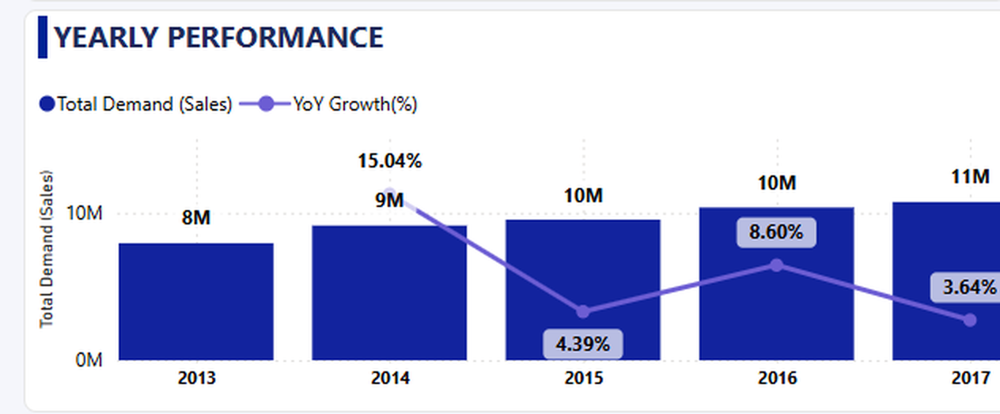 YEARLY PERFORMANCE
Total Demand (Sales) YoY Growth(%)
Total Demand (Sales)
15.04%
10M 8M 9M 10M 10M 11M
8.60%
3.64%
4.39%
0M
2013 2014 2015 2016 2017